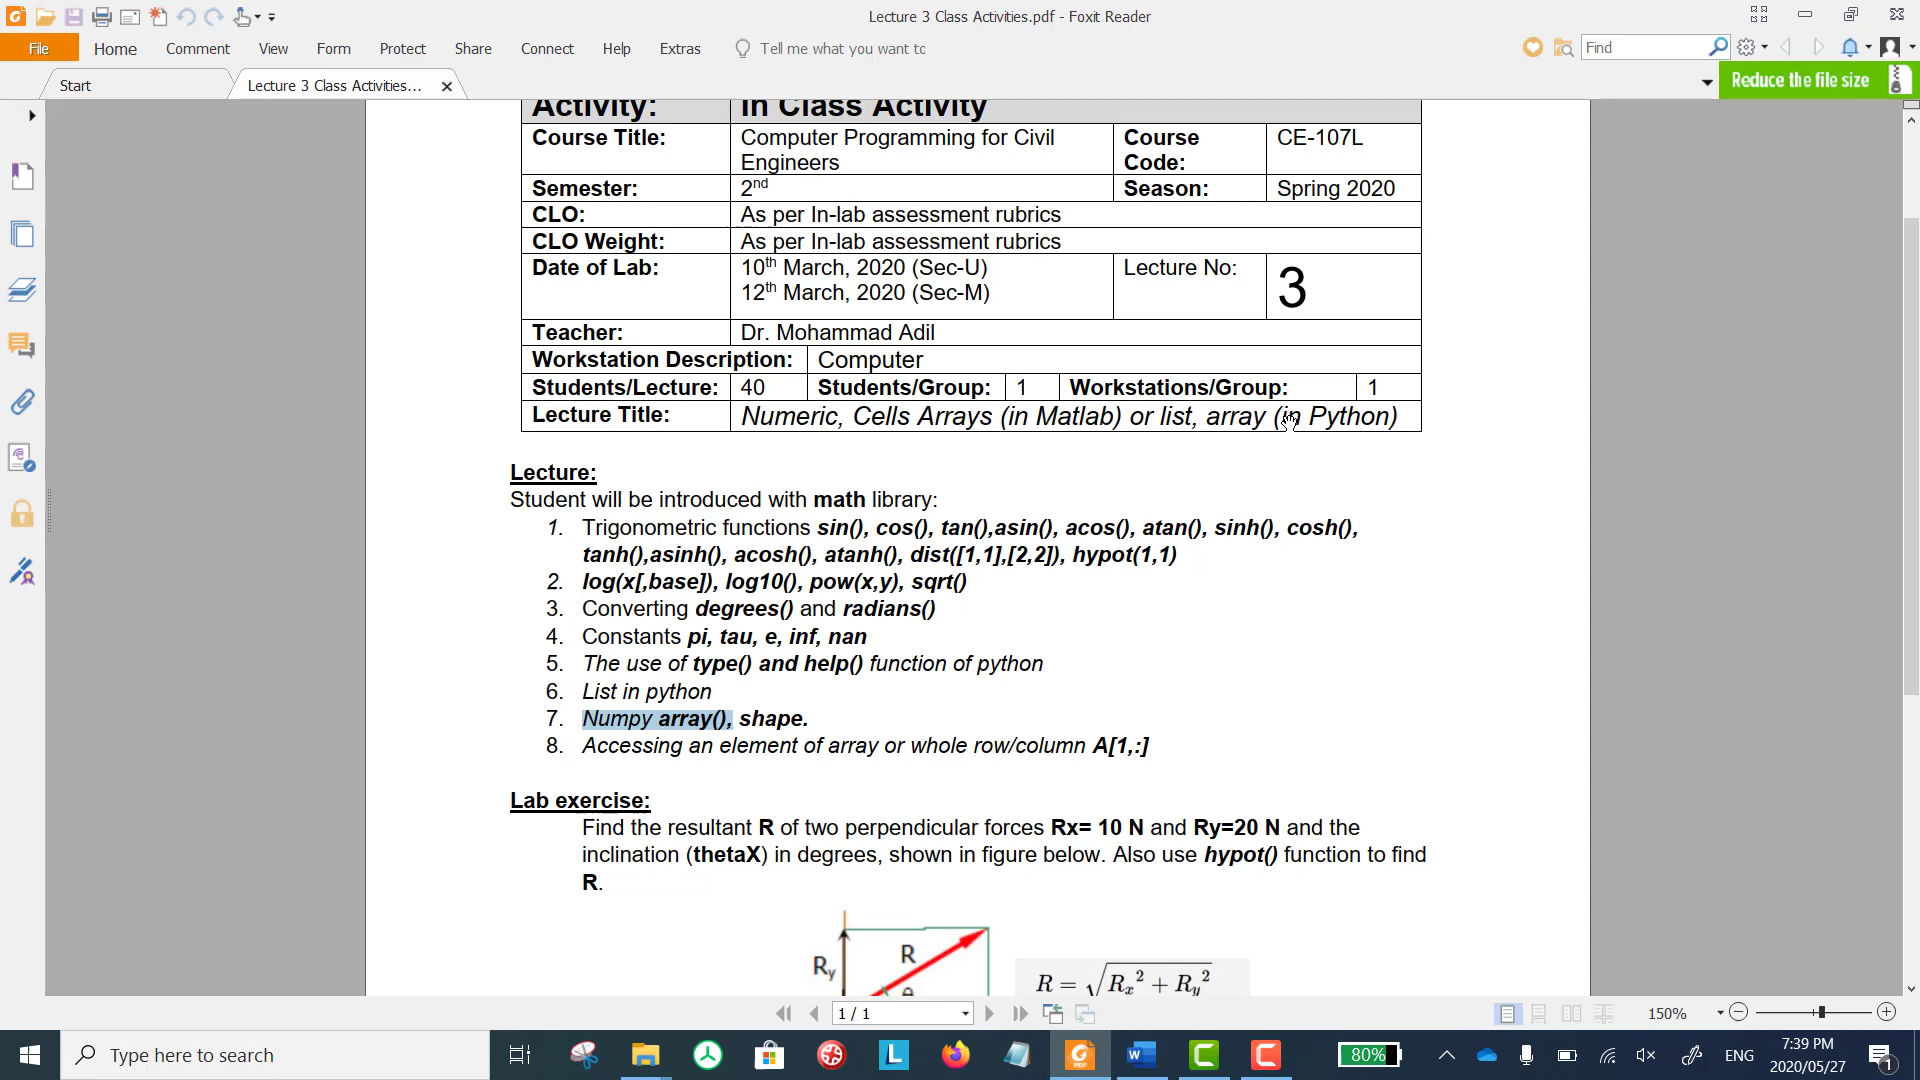 Lecture 3 Class Activities.pdf - Foxit Reader
File Home Comment View Form Protect Share Connect Help Extras Tell me what you want to Find
Start Lecture 3 Class Activities... Reduce the file size
Activity: In Class Activity
Course Title: Computer Programming for Civil Engineers Course Code: CE-107L
Semester: 2nd Season: Spring 2020
CLO: As per In-lab assessment rubrics
CLO Weight: As per In-lab assessment rubrics
Date of Lab: 10th March, 2020 (Sec-U) Lecture No: 3
12th March, 2020 (Sec-M)
Teacher: Dr. Mohammad Adil
Workstation Description: Computer
Students/Lecture: 40 Students/Group: 1 Workstations/Group: 1
Lecture Title: Numeric, Cells Arrays (in Matlab) or list, array (in Python)
Lecture:
Student will be introduced with math library:
1. Trigonometric functions sin(), cos(), tan(),asin(), acos(), atan(), sinh(), cosh(),
tanh(),asinh(), acosh(), atanh(), dist([1,1],[2,2]), hypot(1,1)
2. log(x[,base]), log10(), pow(x,y), sqrt()
3. Converting degrees() and radians()
4. Constants pi, tau, e, inf, nan
5. The use of type() and help() function of python
6. List in python
7. Numpy array(), shape.
8. Accessing an element of array or whole row/column A[1,:]
Lab exercise:
Find the resultant R of two perpendicular forces Rx= 10 N and Ry=20 N and the
inclination (thetaX) in degrees, shown in figure below. Also use hypot() function to find
R.
R
Ry
θ
R = √Rx² + Ry²
1 / 1 150%
Type here to search 80% ENG 7:39 PM
2020/05/27 1